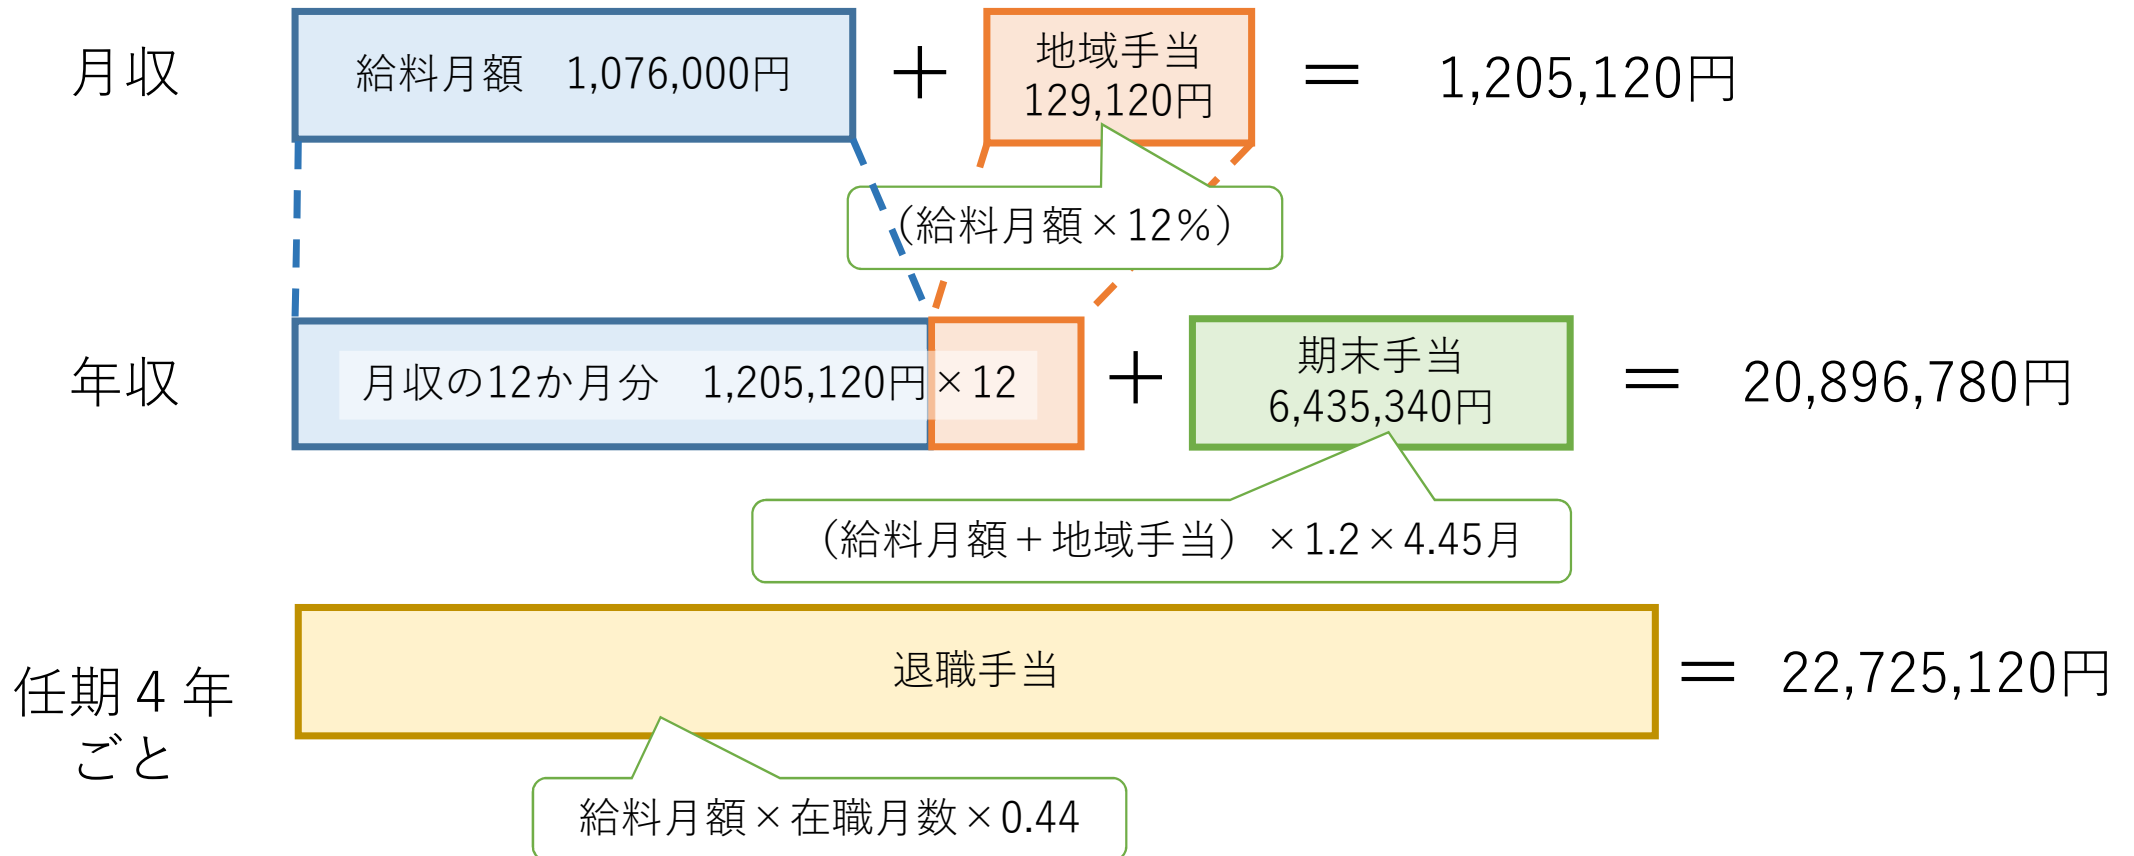 月収
給料月額　1,076,000円
＋
地域手当
129,120円
＝
1,205,120円
（給料月額×12％）
年収
月収の12か月分　1,205,120円×12
＋
期末手当
6,435,340円
＝
20,896,780円
（給料月額＋地域手当）×1.2×4.45月
任期４年
ごと
退職手当
＝
22,725,120円
給料月額×在職月数×0.44